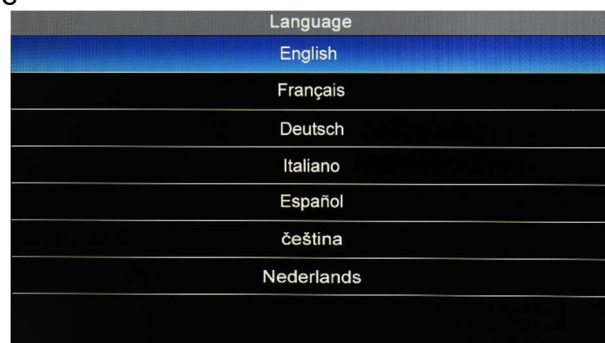 Language
English
Français
Deutsch
Italiano
Español
čeština
Nederlands